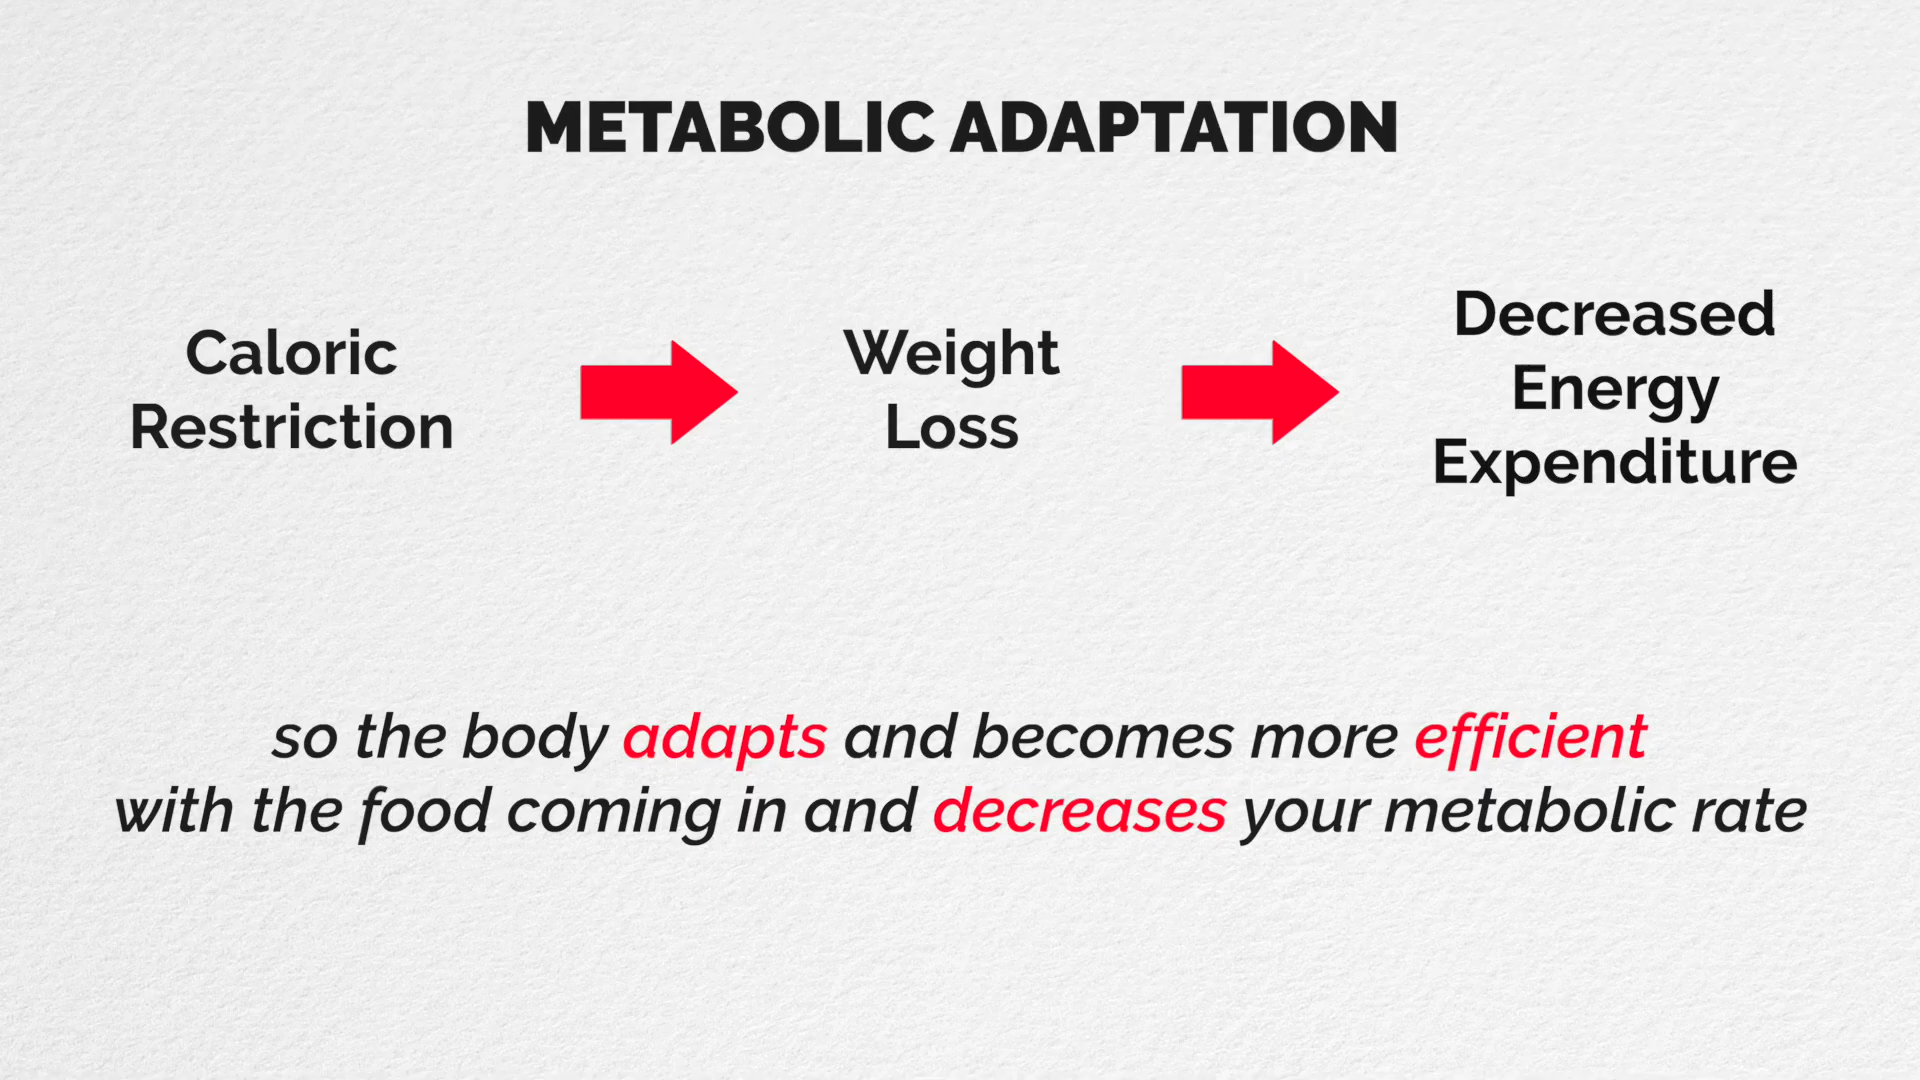 METABOLIC ADAPTATION
Caloric
Restriction
Weight
Loss
Decreased
Energy
Expenditure
so the body adapts and becomes more efficient
with the food coming in and decreases your metabolic rate